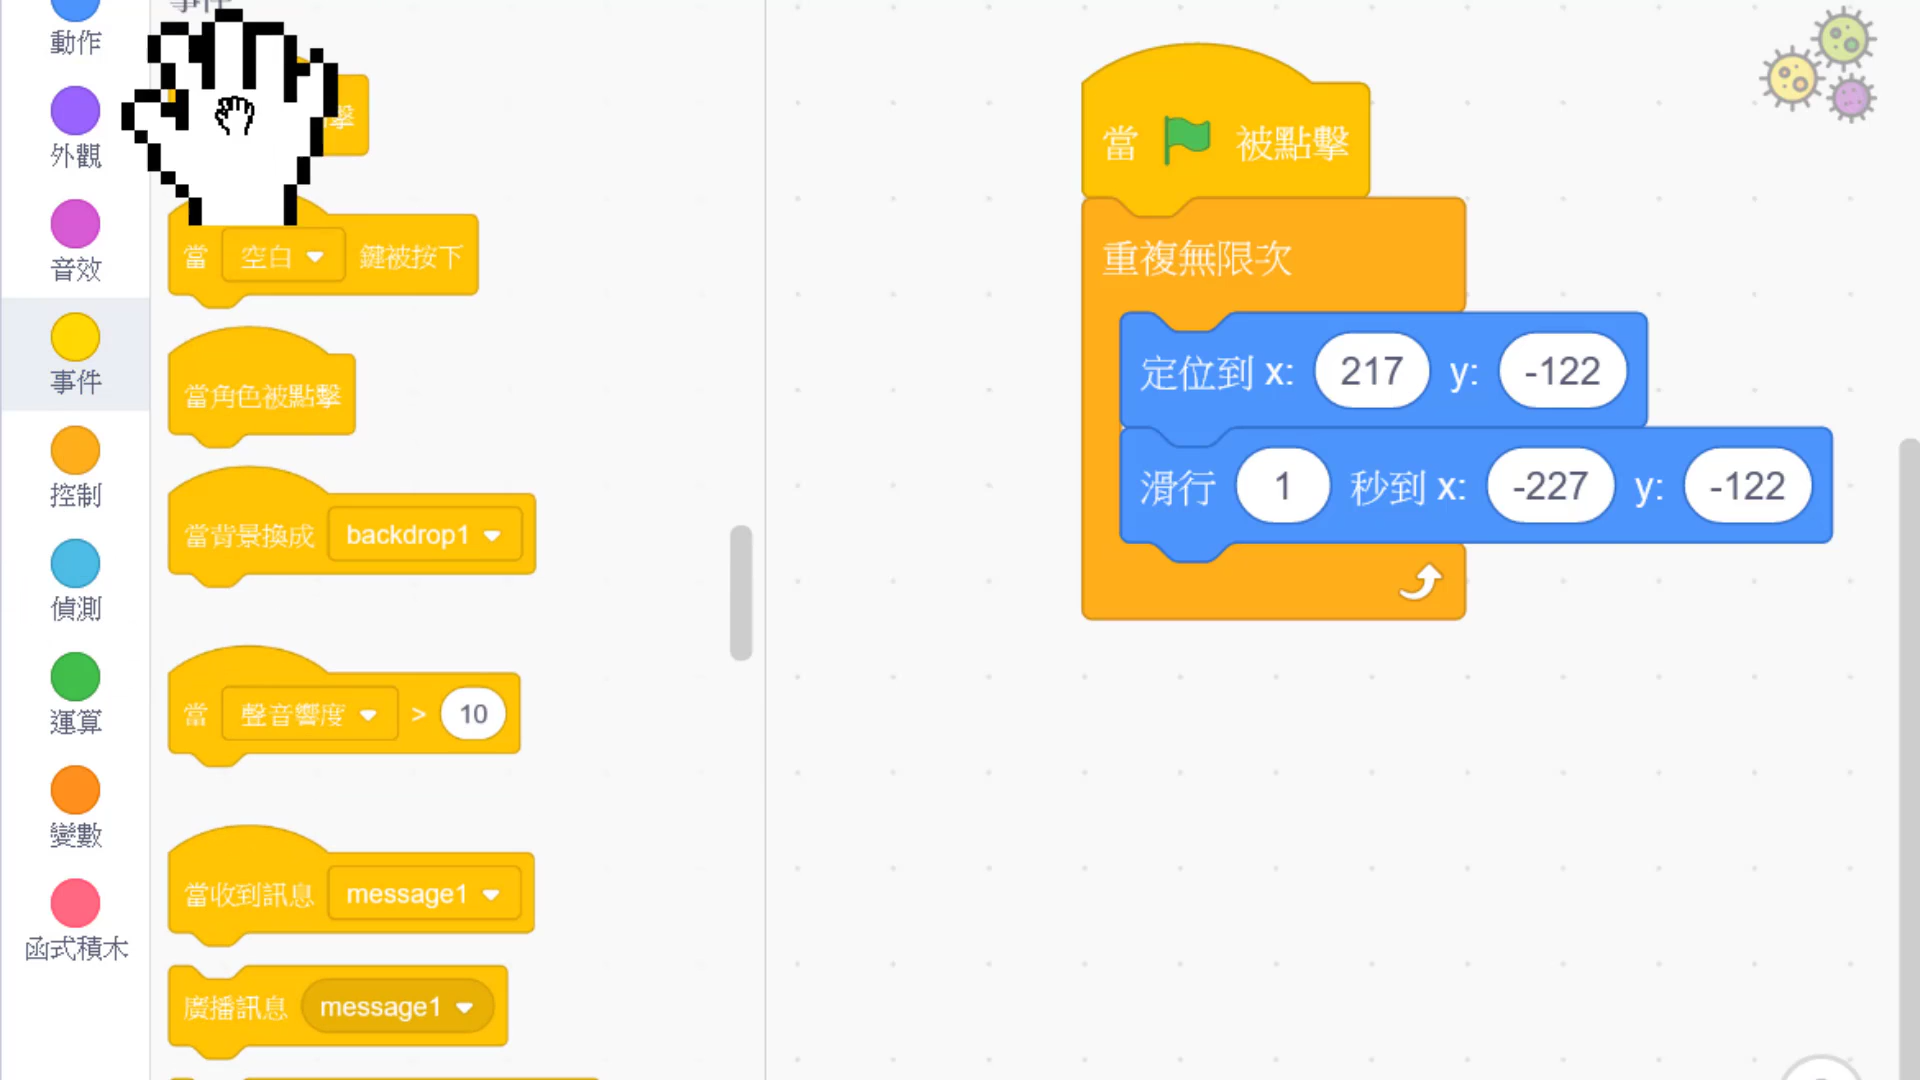 事件
動作
外觀
音效
事件
控制
偵測
運算
變數
函式積木
擊
當 空白 鍵被按下
當角色被點擊
當背景換成 backdrop1
當 聲音響度 > 10
當收到訊息 message1
廣播訊息 message1
當 被點擊
重複無限次
定位到 x: 217 y: -122
滑行 1 秒到 x: -227 y: -122